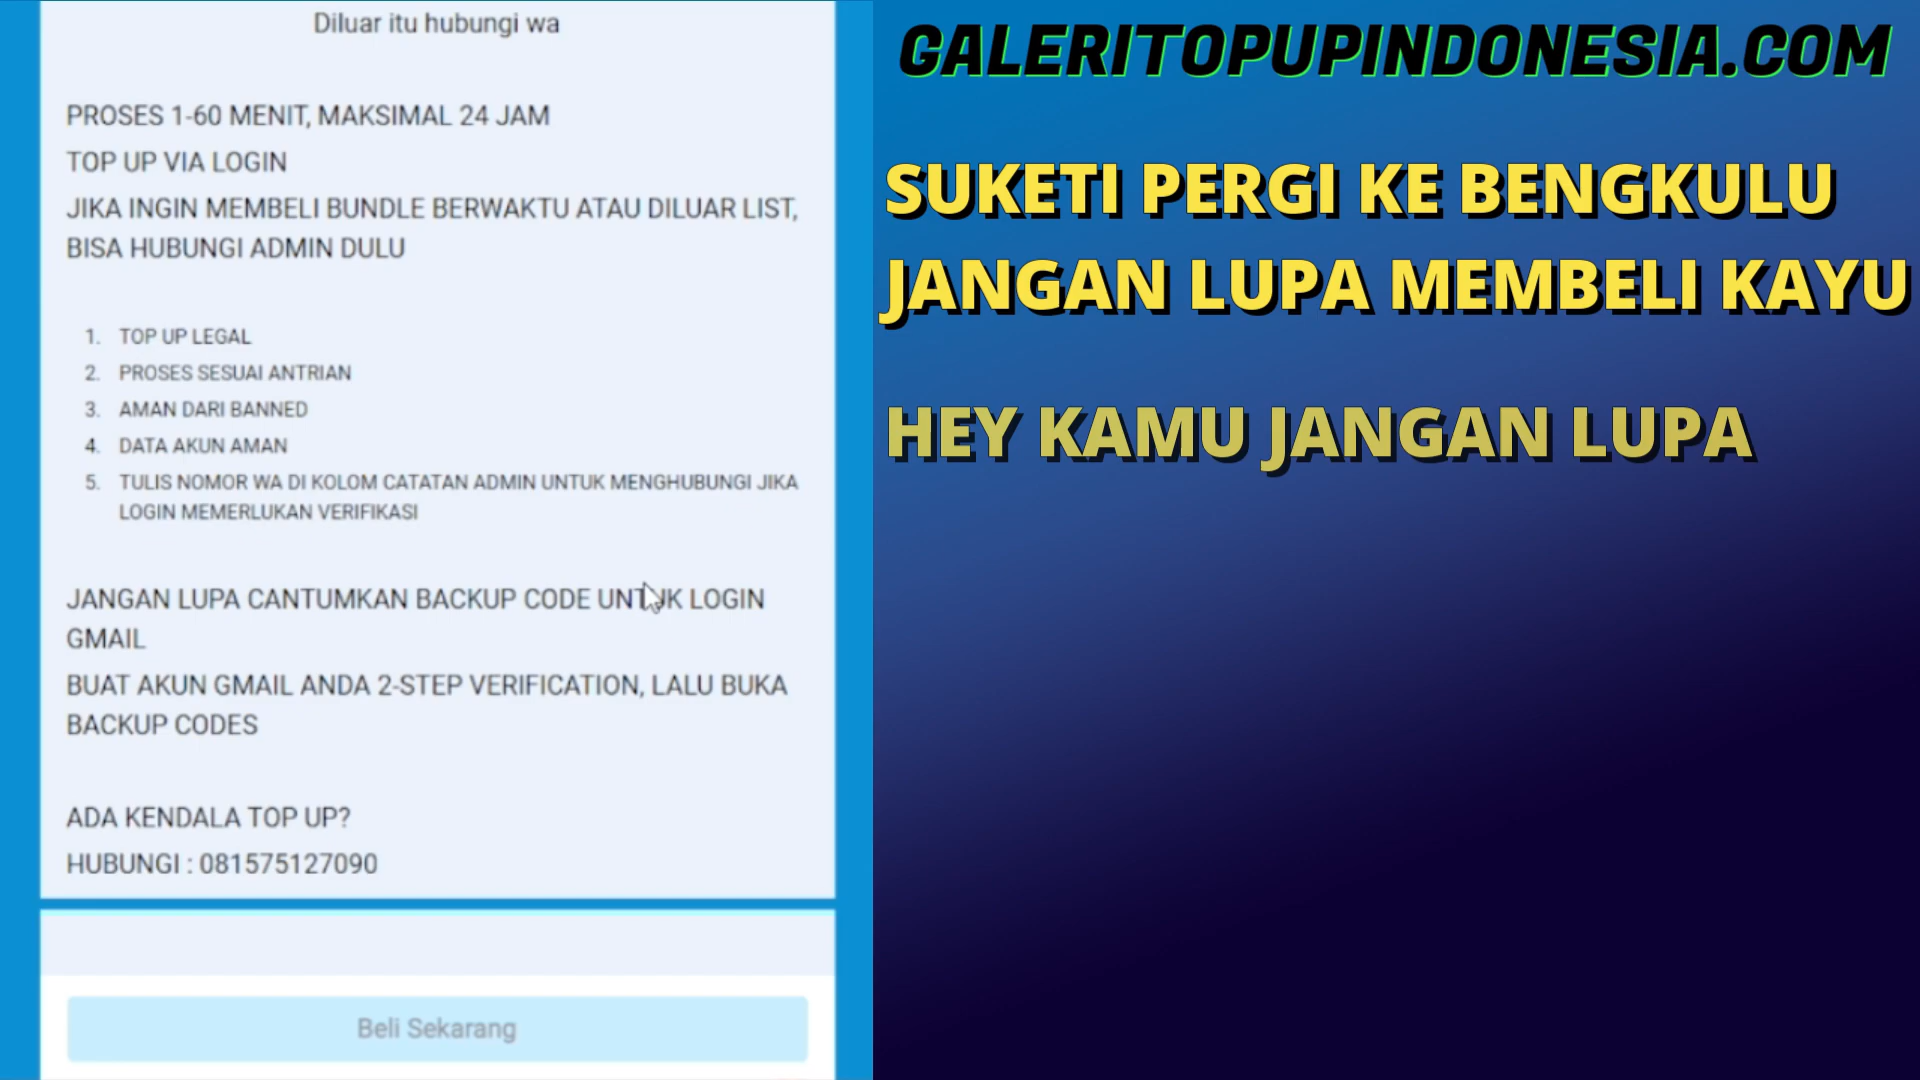 Diluar itu hubungi wa
PROSES 1-60 MENIT, MAKSIMAL 24 JAM
TOP UP VIA LOGIN
JIKA INGIN MEMBELI BUNDLE BERWAKTU ATAU DILUAR LIST,
BISA HUBUNGI ADMIN DULU
1. TOP UP LEGAL
2. PROSES SESUAI ANTRIAN
3. AMAN DARI BANNED
4. DATA AKUN AMAN
5. TULIS NOMOR WA DI KOLOM CATATAN ADMIN UNTUK MENGHUBUNGI JIKA
LOGIN MEMERLUKAN VERIFIKASI
JANGAN LUPA CANTUMKAN BACKUP CODE UNTUK LOGIN
GMAIL
BUAT AKUN GMAIL ANDA 2-STEP VERIFICATION, LALU BUKA
BACKUP CODES
ADA KENDALA TOP UP?
HUBUNGI : 081575127090
Beli Sekarang
GALERITOPUPINDONESIA.COM
SUKETI PERGI KE BENGKULU
JANGAN LUPA MEMBELI KAYU
HEY KAMU JANGAN LUPA